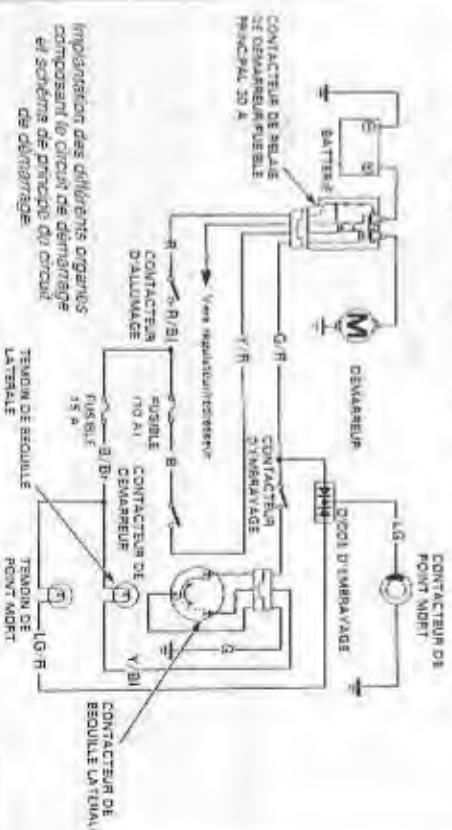 CONTACTEUR DE RELAIS
DE DÉMARREUR/FUSIBLE
PRINCIPAL 30 A
BATTERIE
M
DÉMARREUR
CONTACTEUR DE
POINT MORT
LG
DIODE D'EMBRAYAGE
CONTACTEUR
D'EMBRAYAGE
G/R
Y/R
Vers régulateur/redresseur
R
R/Bl
CONTACTEUR
D'ALLUMAGE
FUSIBLE
(10 A)
B
CONTACTEUR DE
DÉMARREUR
FUSIBLE
15 A
TÉMOIN DE BÉQUILLE
LATÉRALE
G
Y/Bl
TÉMOIN DE
POINT MORT
LG/R
CONTACTEUR DE
BÉQUILLE LATÉRALE
Implantation des différents organes
composant le circuit de démarrage
et schéma de principe du circuit
de démarrage.